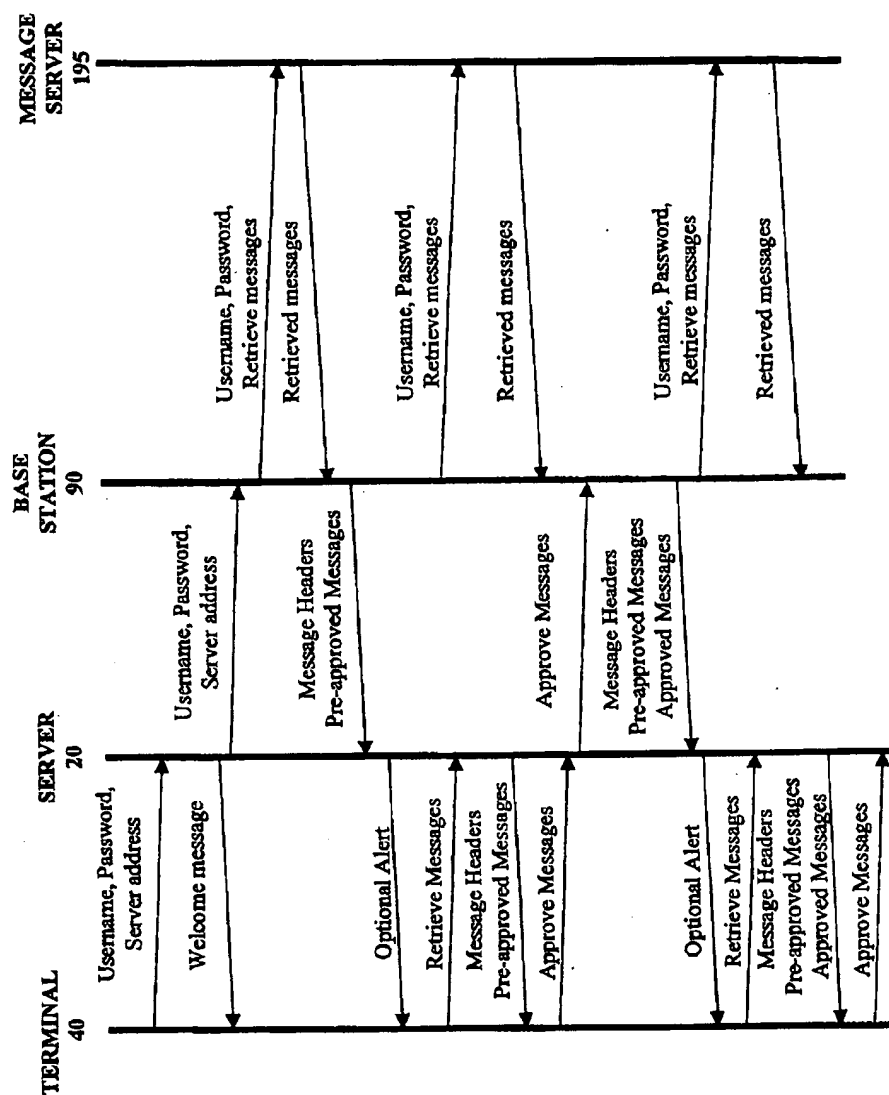 TERMINAL
40
SERVER
20
BASE
STATION
90
MESSAGE
SERVER
195
Username, Password,
Server address
Welcome message
Optional Alert
Retrieve Messages
Message Headers
Pre-approved Messages
Approve Messages
Optional Alert
Retrieve Messages
Message Headers
Pre-approved Messages
Approved Messages
Approve Messages
Username, Password,
Server address
Message Headers
Pre-approved Messages
Approve Messages
Message Headers
Pre-approved Messages
Approved Messages
Username, Password,
Retrieve messages
Retrieved messages
Username, Password,
Retrieve messages
Retrieved messages
Username, Password,
Retrieve messages
Retrieved messages